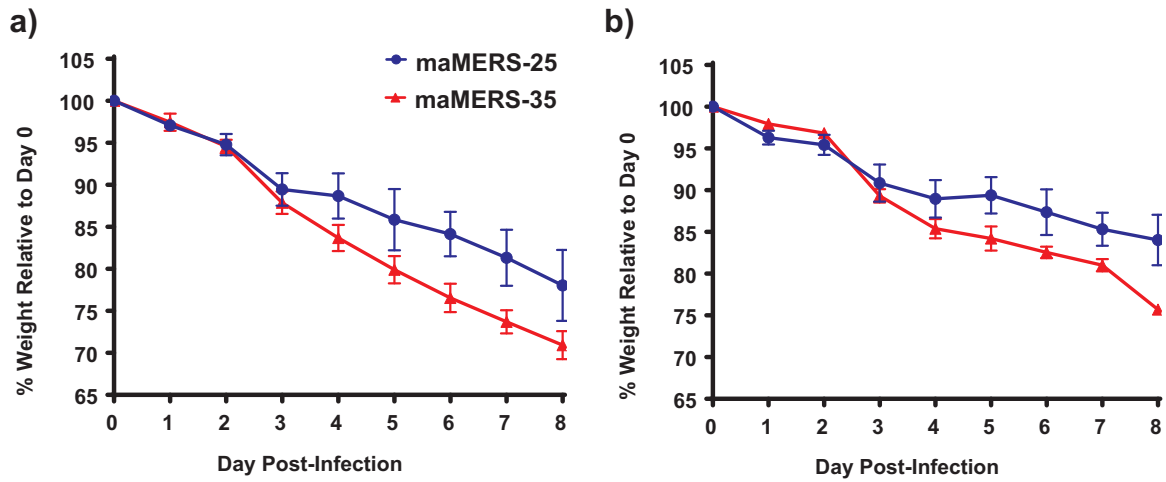 a)
% Weight Relative to Day 0
105
100
95
90
85
80
75
70
65
0 1 2 3 4 5 6 7 8
Day Post-Infection
maMERS-25
maMERS-35
b)
% Weight Relative to Day 0
105
100
95
90
85
80
75
70
65
0 1 2 3 4 5 6 7 8
Day Post-Infection